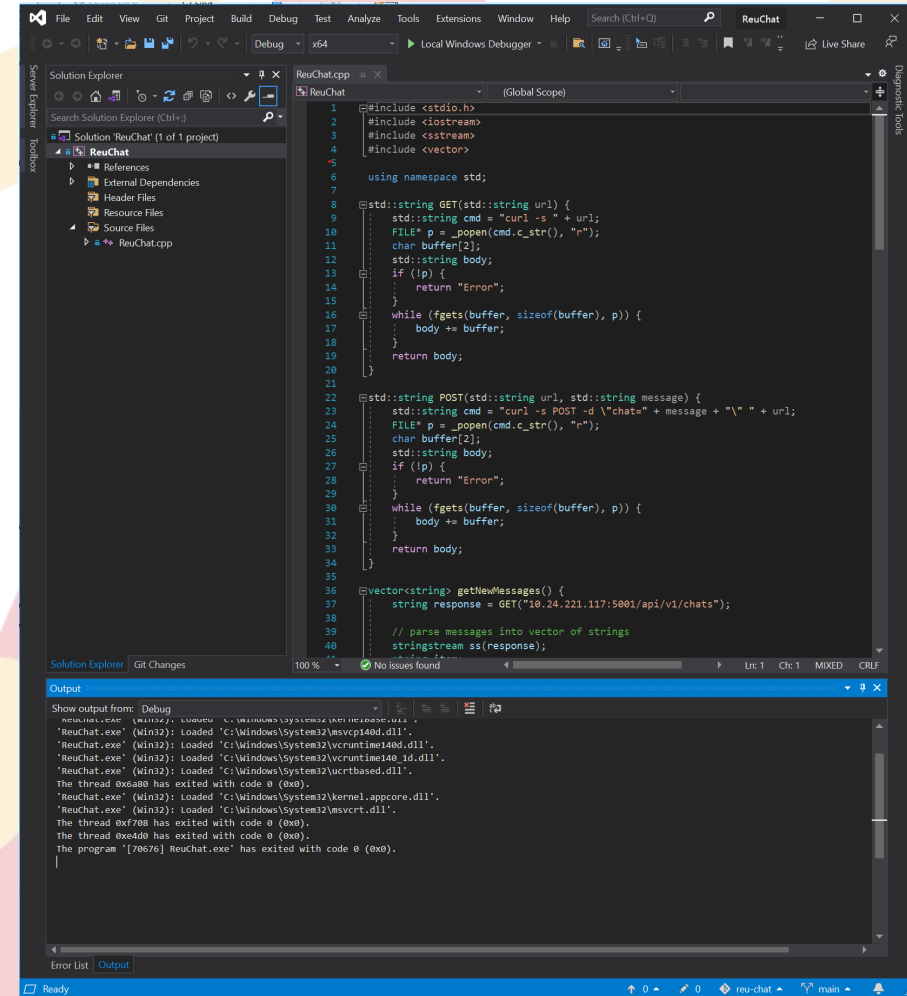 File Edit View Git Project Build Debug Test Analyze Tools Extensions Window Help Search (Ctrl+Q) ReuChat
Debug x64 Local Windows Debugger Live Share
Server Explorer
Toolbox
Solution Explorer
Search Solution Explorer (Ctrl+;)
Solution 'ReuChat' (1 of 1 project)
ReuChat
References
External Dependencies
Header Files
Resource Files
Source Files
ReuChat.cpp
Solution Explorer Git Changes
ReuChat.cpp
ReuChat (Global Scope)
1 #include <stdio.h>
2 #include <iostream>
3 #include <sstream>
4 #include <vector>
5
6 using namespace std;
7
8 std::string GET(std::string url) {
9 std::string cmd = "curl -s " + url;
10 FILE* p = _popen(cmd.c_str(), "r");
11 char buffer[2];
12 std::string body;
13 if (!p) {
14 return "Error";
15 }
16 while (fgets(buffer, sizeof(buffer), p)) {
17 body += buffer;
18 }
19 return body;
20 }
21
22 std::string POST(std::string url, std::string message) {
23 std::string cmd = "curl -s POST -d \"chat=" + message + "\" " + url;
24 FILE* p = _popen(cmd.c_str(), "r");
25 char buffer[2];
26 std::string body;
27 if (!p) {
28 return "Error";
29 }
30 while (fgets(buffer, sizeof(buffer), p)) {
31 body += buffer;
32 }
33 return body;
34 }
35
36 vector<string> getNewMessages() {
37 string response = GET("10.24.221.117:5001/api/v1/chats");
38
39 // parse messages into vector of strings
40 stringstream ss(response);
100 % No issues found Ln: 1 Ch: 1 MIXED CRLF
Diagnostic Tools
Output
Show output from: Debug
'ReuChat.exe' (Win32): Loaded 'C:\Windows\System32\KernelBase.dll'.
'ReuChat.exe' (Win32): Loaded 'C:\Windows\System32\msvcp140d.dll'.
'ReuChat.exe' (Win32): Loaded 'C:\Windows\System32\vcruntime140d.dll'.
'ReuChat.exe' (Win32): Loaded 'C:\Windows\System32\vcruntime140_1d.dll'.
'ReuChat.exe' (Win32): Loaded 'C:\Windows\System32\ucrtbased.dll'.
The thread 0x6a80 has exited with code 0 (0x0).
'ReuChat.exe' (Win32): Loaded 'C:\Windows\System32\kernel.appcore.dll'.
'ReuChat.exe' (Win32): Loaded 'C:\Windows\System32\msvcrt.dll'.
The thread 0xf708 has exited with code 0 (0x0).
The thread 0xe4d0 has exited with code 0 (0x0).
The program '[70676] ReuChat.exe' has exited with code 0 (0x0).
Error List Output
Ready 0 0 reu-chat main